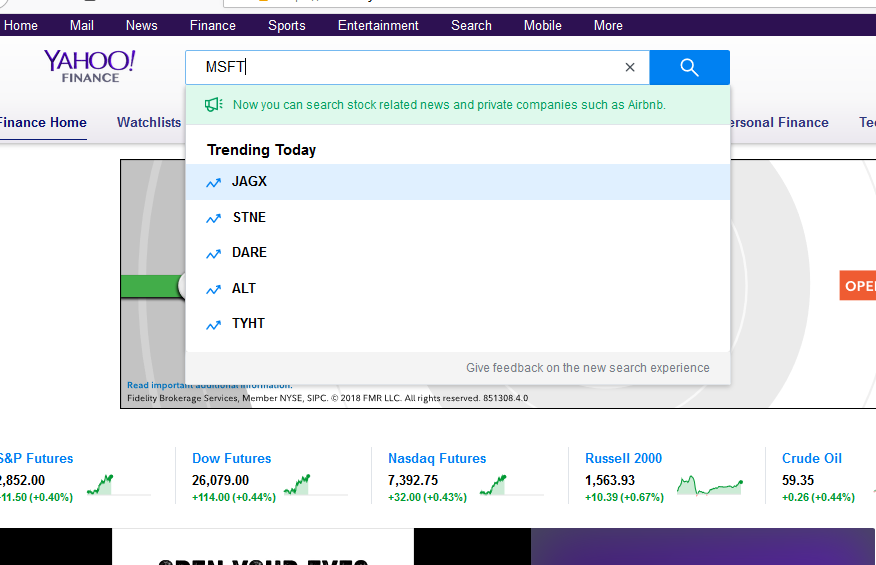 Home Mail News Finance Sports Entertainment Search Mobile More
YAHOO!
FINANCE
MSFT
Now you can search stock related news and private companies such as Airbnb.
Finance Home Watchlists ersonal Finance Te
Trending Today
JAGX
STNE
DARE
ALT
TYHT
OPE
Give feedback on the new search experience
Read important additional information.
Fidelity Brokerage Services, Member NYSE, SIPC. © 2018 FMR LLC. All rights reserved. 851308.4.0
S&P Futures Dow Futures Nasdaq Futures Russell 2000 Crude Oil
2,852.00 26,079.00 7,392.75 1,563.93 59.35
+11.50 (+0.40%) +114.00 (+0.44%) +32.00 (+0.43%) +10.39 (+0.67%) +0.26 (+0.44%)
OPEN YOUR EYES